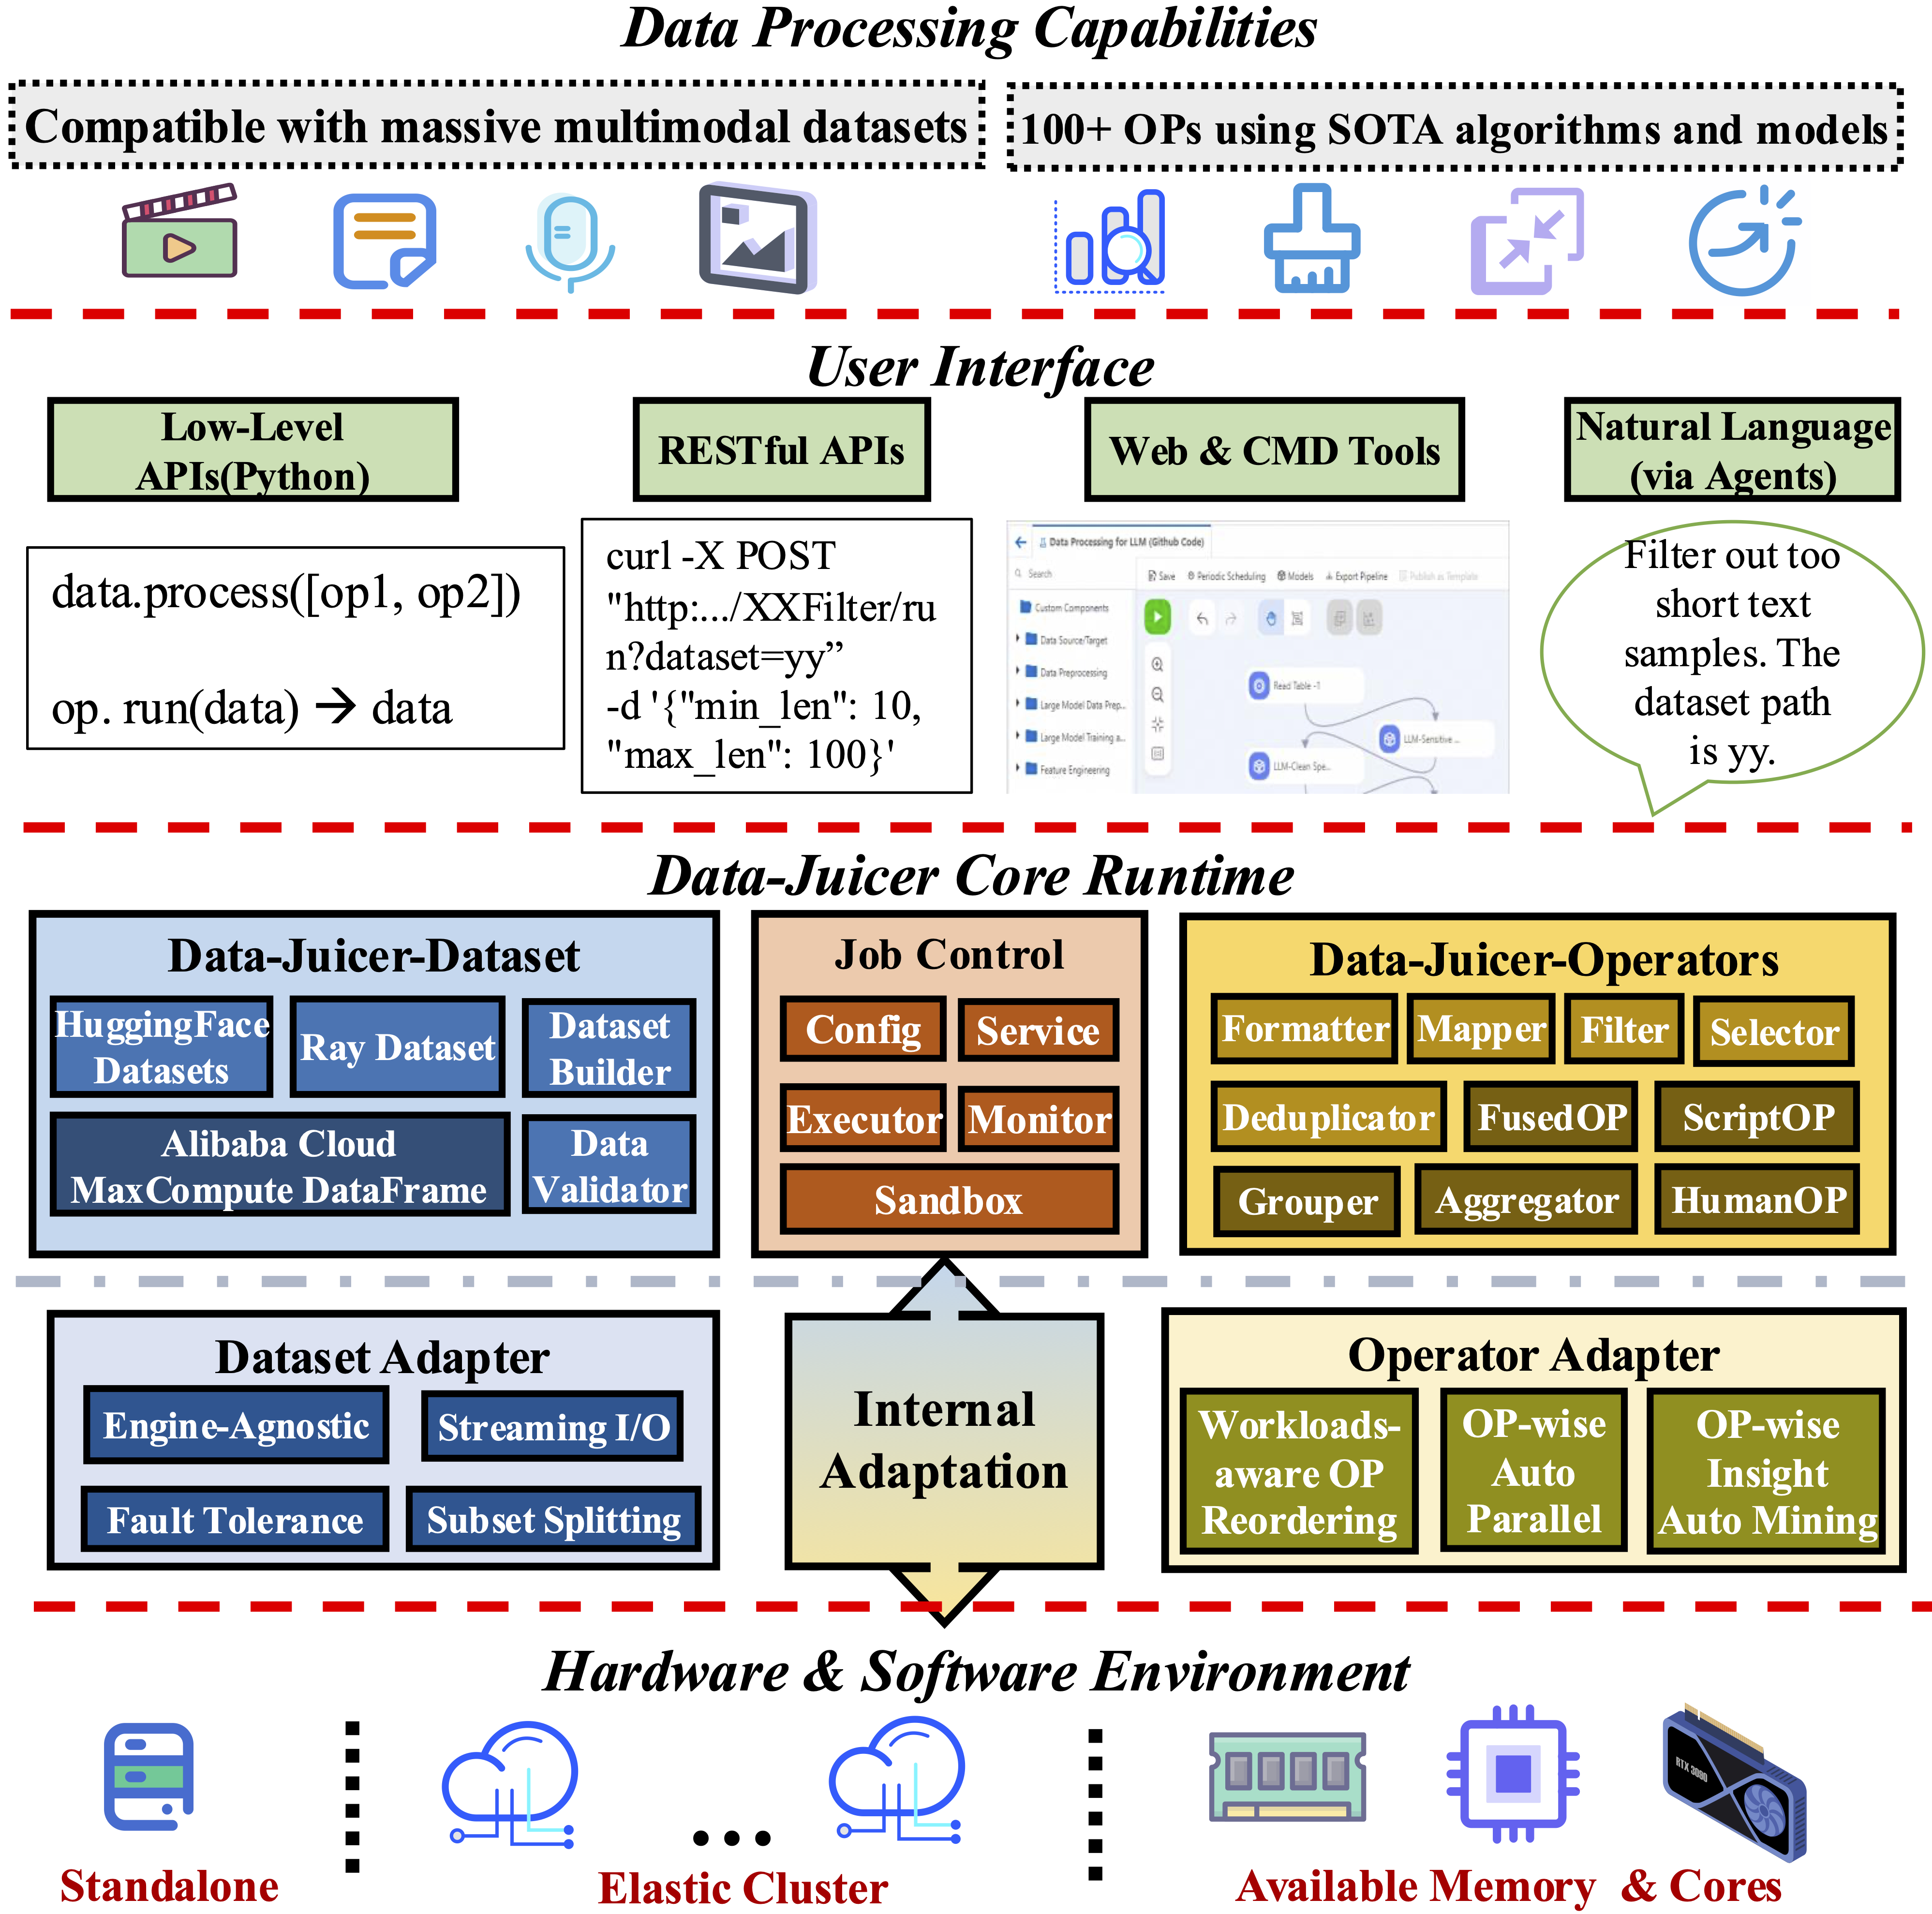 Data Processing Capabilities
Compatible with massive multimodal datasets
100+ OPs using SOTA algorithms and models
User Interface
Low-Level
APIs(Python)
RESTful APIs
Web & CMD Tools
Natural Language
(via Agents)
data.process([op1, op2])
op. run(data) → data
curl -X POST
"http:.../XXFilter/ru
n?dataset=yy”
-d '{"min_len": 10,
"max_len": 100}'
Data Processing for LLM (Github Code)
Search
Save
Periodic Scheduling
Models
Export Pipeline
Publish as Template
Custom Components
Data Source/Target
Data Preprocessing
Large Model Data Prep...
Large Model Training a...
Feature Engineering
Read Table -1
LLM-Sensitive ...
LLM-Clean Spe...
Filter out too
short text
samples. The
dataset path
is yy.
Data-Juicer Core Runtime
Data-Juicer-Dataset
HuggingFace
Datasets
Ray Dataset
Dataset
Builder
Alibaba Cloud
MaxCompute DataFrame
Data
Validator
Job Control
Config
Service
Executor
Monitor
Sandbox
Data-Juicer-Operators
Formatter
Mapper
Filter
Selector
Deduplicator
FusedOP
ScriptOP
Grouper
Aggregator
HumanOP
Dataset Adapter
Engine-Agnostic
Streaming I/O
Fault Tolerance
Subset Splitting
Internal
Adaptation
Operator Adapter
Workloads-
aware OP
Reordering
OP-wise
Auto
Parallel
OP-wise
Insight
Auto Mining
Hardware & Software Environment
RTX 3090
Standalone
...
Elastic Cluster
Available Memory & Cores